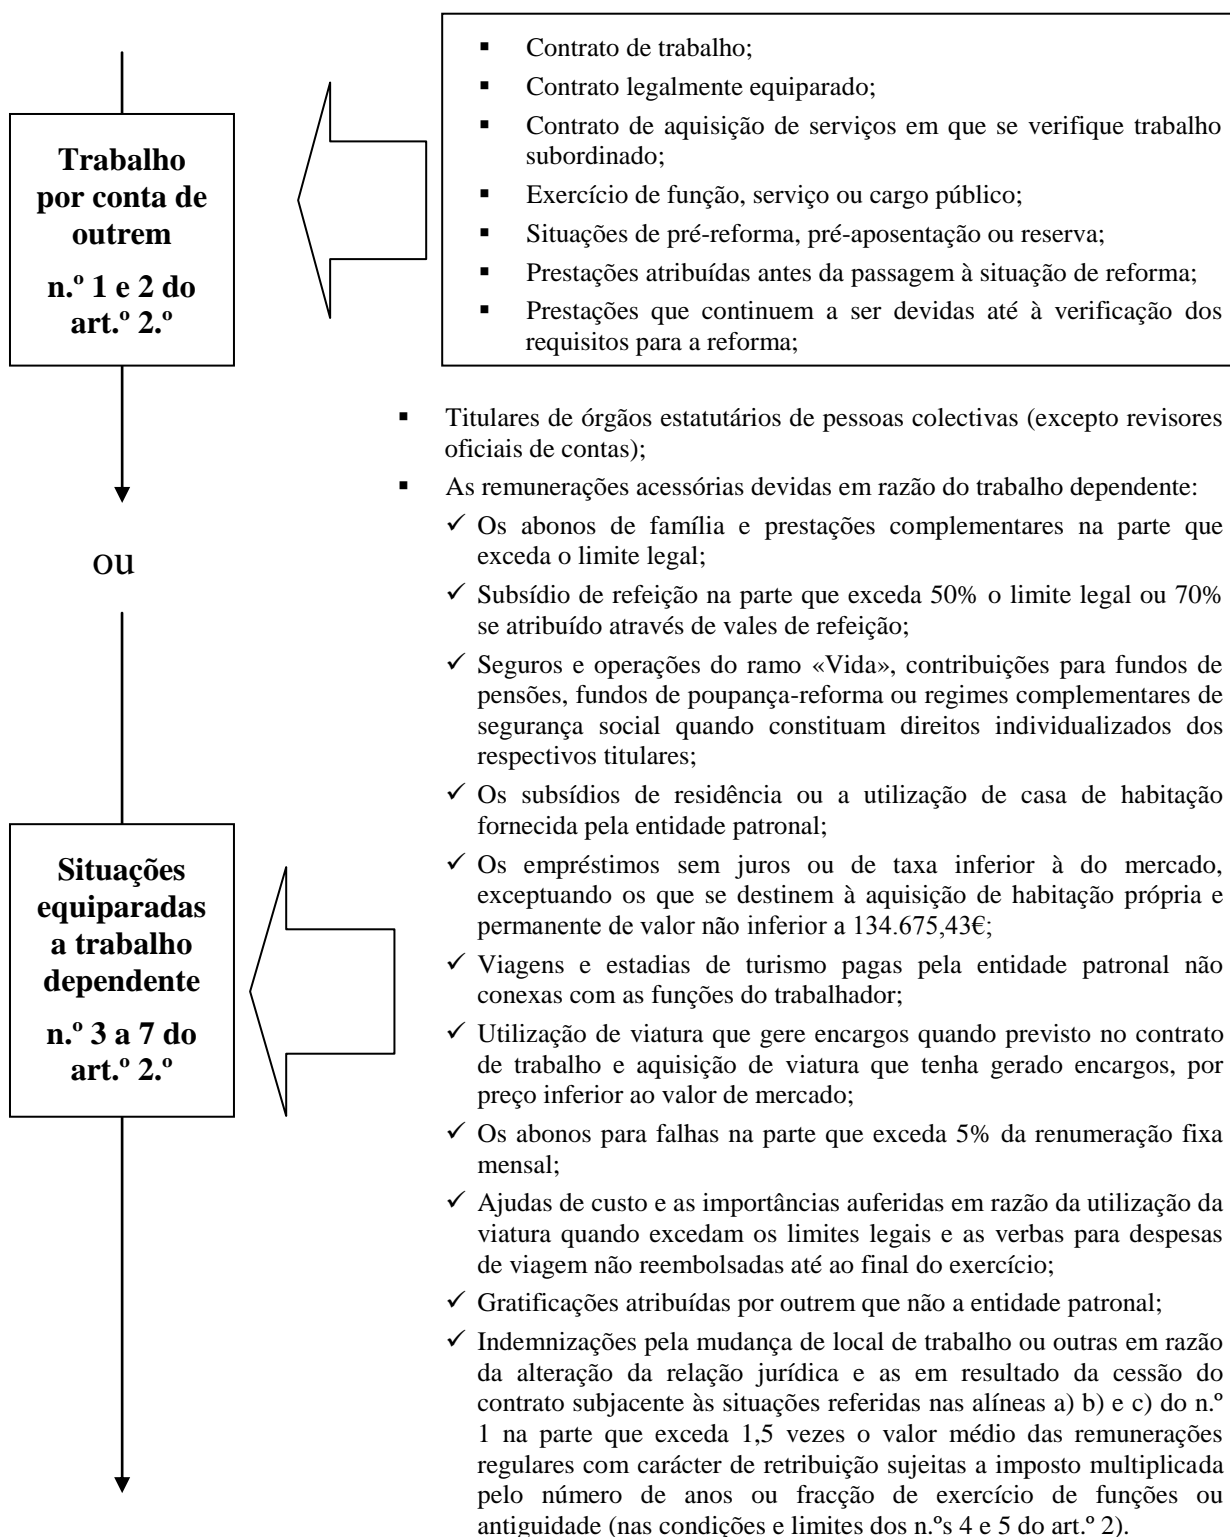 Trabalho
por conta de
outrem
n.º 1 e 2 do
art.º 2.º
▪ Contrato de trabalho;
▪ Contrato legalmente equiparado;
▪ Contrato de aquisição de serviços em que se verifique trabalho
subordinado;
▪ Exercício de função, serviço ou cargo público;
▪ Situações de pré-reforma, pré-aposentação ou reserva;
▪ Prestações atribuídas antes da passagem à situação de reforma;
▪ Prestações que continuem a ser devidas até à verificação dos
requisitos para a reforma;
ou
Situações
equiparadas
a trabalho
dependente
n.º 3 a 7 do
art.º 2.º
▪ Titulares de órgãos estatutários de pessoas colectivas (excepto revisores
oficiais de contas);
▪ As remunerações acessórias devidas em razão do trabalho dependente:
✓ Os abonos de família e prestações complementares na parte que
exceda o limite legal;
✓ Subsídio de refeição na parte que exceda 50% o limite legal ou 70%
se atribuído através de vales de refeição;
✓ Seguros e operações do ramo «Vida», contribuições para fundos de
pensões, fundos de poupança-reforma ou regimes complementares de
segurança social quando constituam direitos individualizados dos
respectivos titulares;
✓ Os subsídios de residência ou a utilização de casa de habitação
fornecida pela entidade patronal;
✓ Os empréstimos sem juros ou de taxa inferior à do mercado,
exceptuando os que se destinem à aquisição de habitação própria e
permanente de valor não inferior a 134.675,43€;
✓ Viagens e estadias de turismo pagas pela entidade patronal não
conexas com as funções do trabalhador;
✓ Utilização de viatura que gere encargos quando previsto no contrato
de trabalho e aquisição de viatura que tenha gerado encargos, por
preço inferior ao valor de mercado;
✓ Os abonos para falhas na parte que exceda 5% da renumeração fixa
mensal;
✓ Ajudas de custo e as importâncias auferidas em razão da utilização da
viatura quando excedam os limites legais e as verbas para despesas
de viagem não reembolsadas até ao final do exercício;
✓ Gratificações atribuídas por outrem que não a entidade patronal;
✓ Indemnizações pela mudança de local de trabalho ou outras em razão
da alteração da relação jurídica e as em resultado da cessão do
contrato subjacente às situações referidas nas alíneas a) b) e c) do n.º
1 na parte que exceda 1,5 vezes o valor médio das remunerações
regulares com carácter de retribuição sujeitas a imposto multiplicada
pelo número de anos ou fracção de exercício de funções ou
antiguidade (nas condições e limites dos n.ºs 4 e 5 do art.º 2).